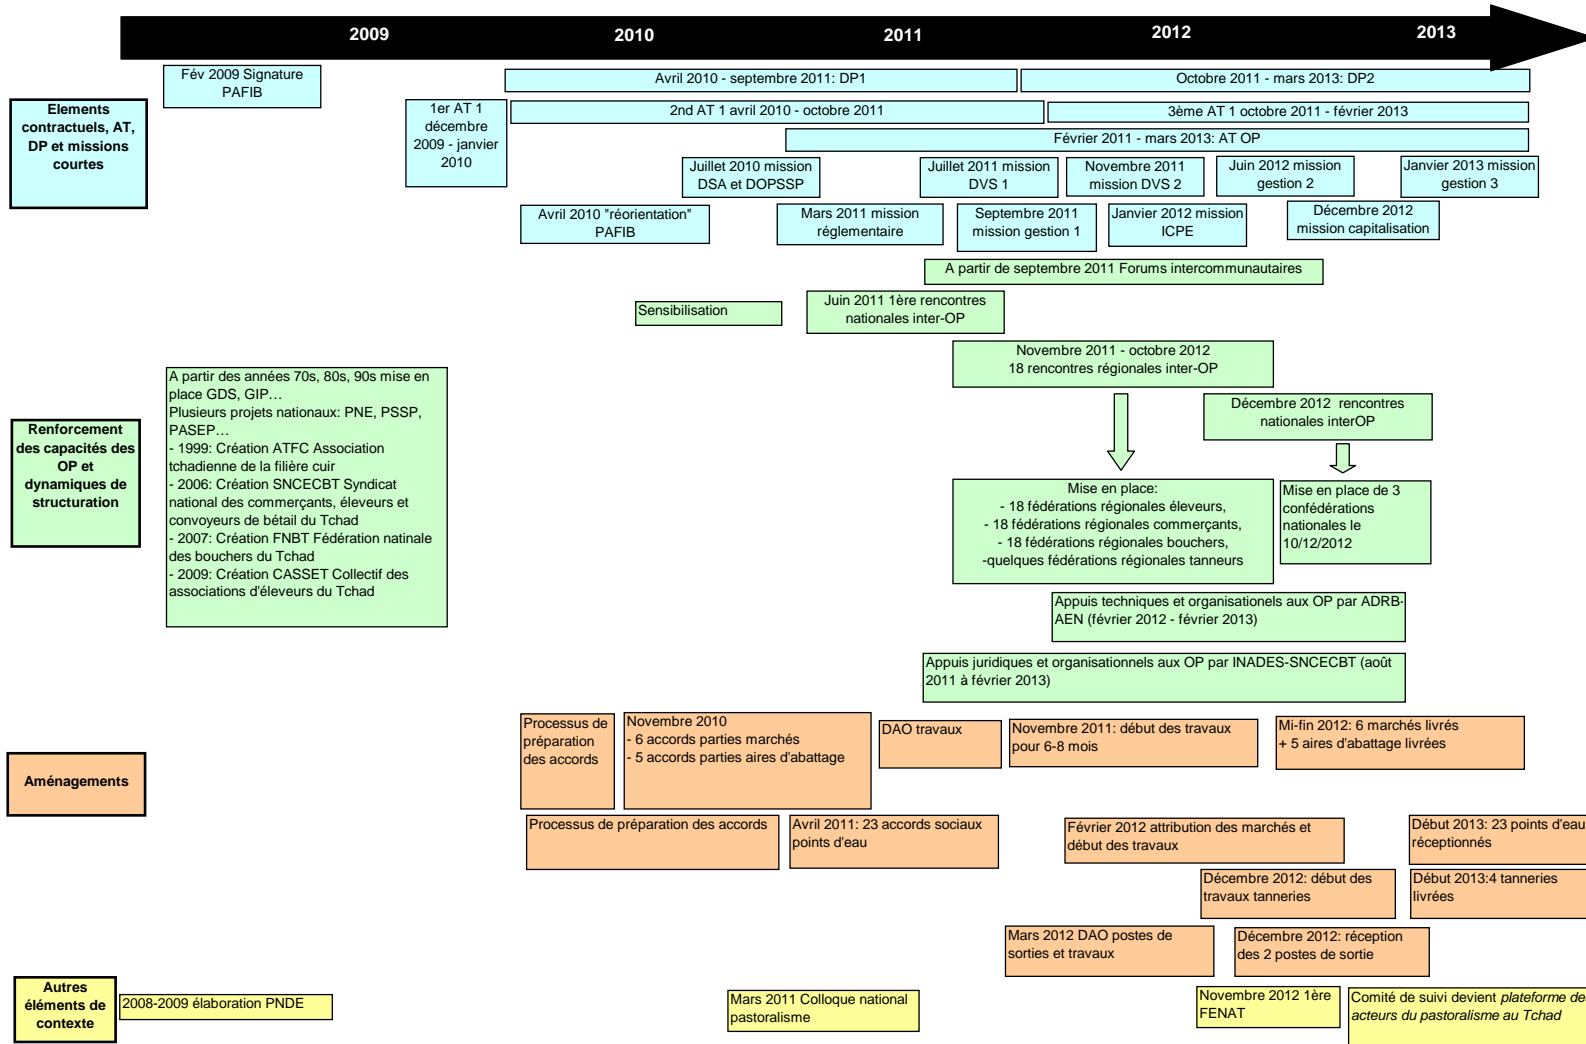 2009
2010
2011
2012
2013
Fév 2009 Signature
PAFIB
Avril 2010 - septembre 2011: DP1
Octobre 2011 - mars 2013: DP2
Elements
contractuels, AT,
DP et missions
courtes
1er AT 1
décembre
2009 - janvier
2010
2nd AT 1 avril 2010 - octobre 2011
3ème AT 1 octobre 2011 - février 2013
Février 2011 - mars 2013: AT OP
Juillet 2010 mission
DSA et DOPSSP
Juillet 2011 mission
DVS 1
Novembre 2011
mission DVS 2
Juin 2012 mission
gestion 2
Janvier 2013 mission
gestion 3
Avril 2010 "réorientation"
PAFIB
Mars 2011 mission
réglementaire
Septembre 2011
mission gestion 1
Janvier 2012 mission
ICPE
Décembre 2012
mission capitalisation
A partir de septembre 2011 Forums intercommunautaires
Sensibilisation
Juin 2011 1ère rencontres
nationales inter-OP
Novembre 2011 - octobre 2012
18 rencontres régionales inter-OP
Renforcement
des capacités des
OP et
dynamiques de
structuration
A partir des années 70s, 80s, 90s mise en
place GDS, GIP…
Plusieurs projets nationaux: PNE, PSSP,
PASEP…
- 1999: Création ATFC Association
tchadienne de la filière cuir
- 2006: Création SNCECBT Syndicat
national des commerçants, éleveurs et
convoyeurs de bétail du Tchad
- 2007: Création FNBT Fédération natinale
des bouchers du Tchad
- 2009: Création CASSET Collectif des
associations d'éleveurs du Tchad
Décembre 2012  rencontres
nationales interOP
Mise en place:
- 18 fédérations régionales éleveurs,
- 18 fédérations régionales commerçants,
- 18 fédérations régionales bouchers,
-quelques fédérations régionales tanneurs
Mise en place de 3
confédérations
nationales le
10/12/2012
Appuis techniques et organisationels aux OP par ADRB-
AEN (février 2012 - février 2013)
Appuis juridiques et organisationnels aux OP par INADES-SNCECBT (août
2011 à février 2013)
Aménagements
Processus de
préparation
des accords
Novembre 2010
- 6 accords parties marchés
- 5 accords parties aires d'abattage
DAO travaux
Novembre 2011: début des travaux
pour 6-8 mois
Mi-fin 2012: 6 marchés livrés
+ 5 aires d'abattage livrées
Processus de préparation des accords
Avril 2011: 23 accords sociaux
points d'eau
Février 2012 attribution des marchés et
début des travaux
Début 2013: 23 points d'eau
réceptionnés
Décembre 2012: début des
travaux tanneries
Début 2013:4 tanneries
livrées
Mars 2012 DAO postes de
sorties et travaux
Décembre 2012: réception
des 2 postes de sortie
Autres
éléments de
contexte
2008-2009 élaboration PNDE
Mars 2011 Colloque national
pastoralisme
Novembre 2012 1ère
FENAT
Comité de suivi devient plateforme des
acteurs du pastoralisme au Tchad